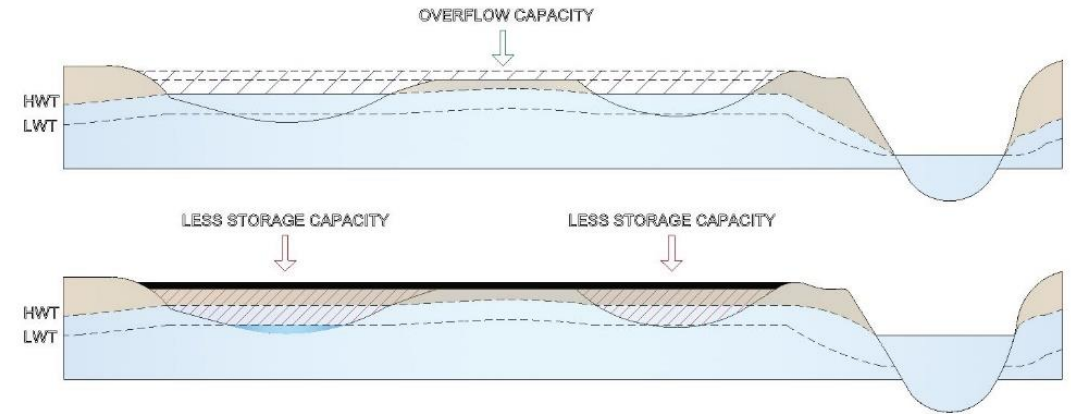 OVERFLOW CAPACITY
HWT
LWT
LESS STORAGE CAPACITY LESS STORAGE CAPACITY
HWT
LWT